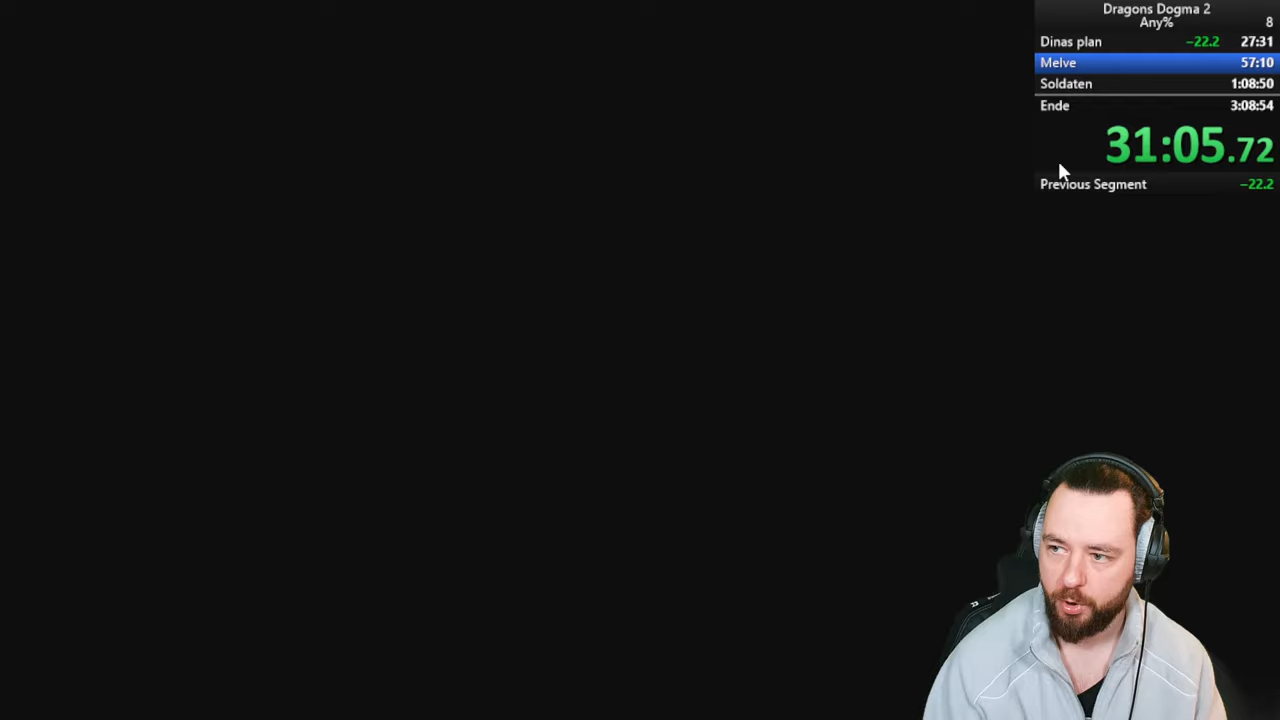 Dragons Dogma 2
Any% 8
Dinas plan −22.2 27:31
Melve 57:10
Soldaten 1:08:50
Ende 3:08:54
31:05.72
Previous Segment −22.2